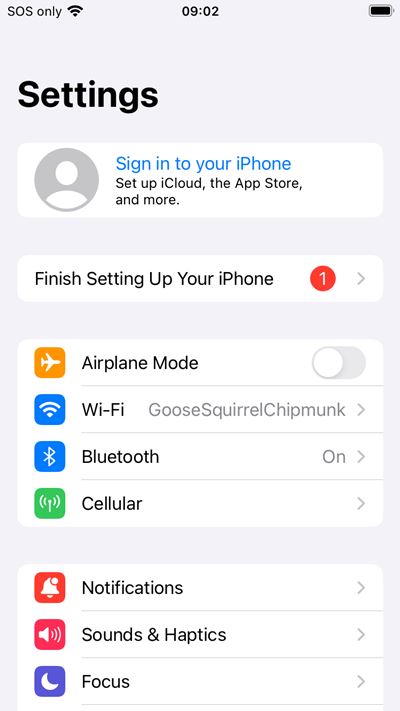 SOS only 09:02
Settings
Sign in to your iPhone
Set up iCloud, the App Store,
and more.
Finish Setting Up Your iPhone 1
Airplane Mode
Wi-Fi GooseSquirrelChipmunk
Bluetooth On
Cellular
Notifications
Sounds & Haptics
Focus